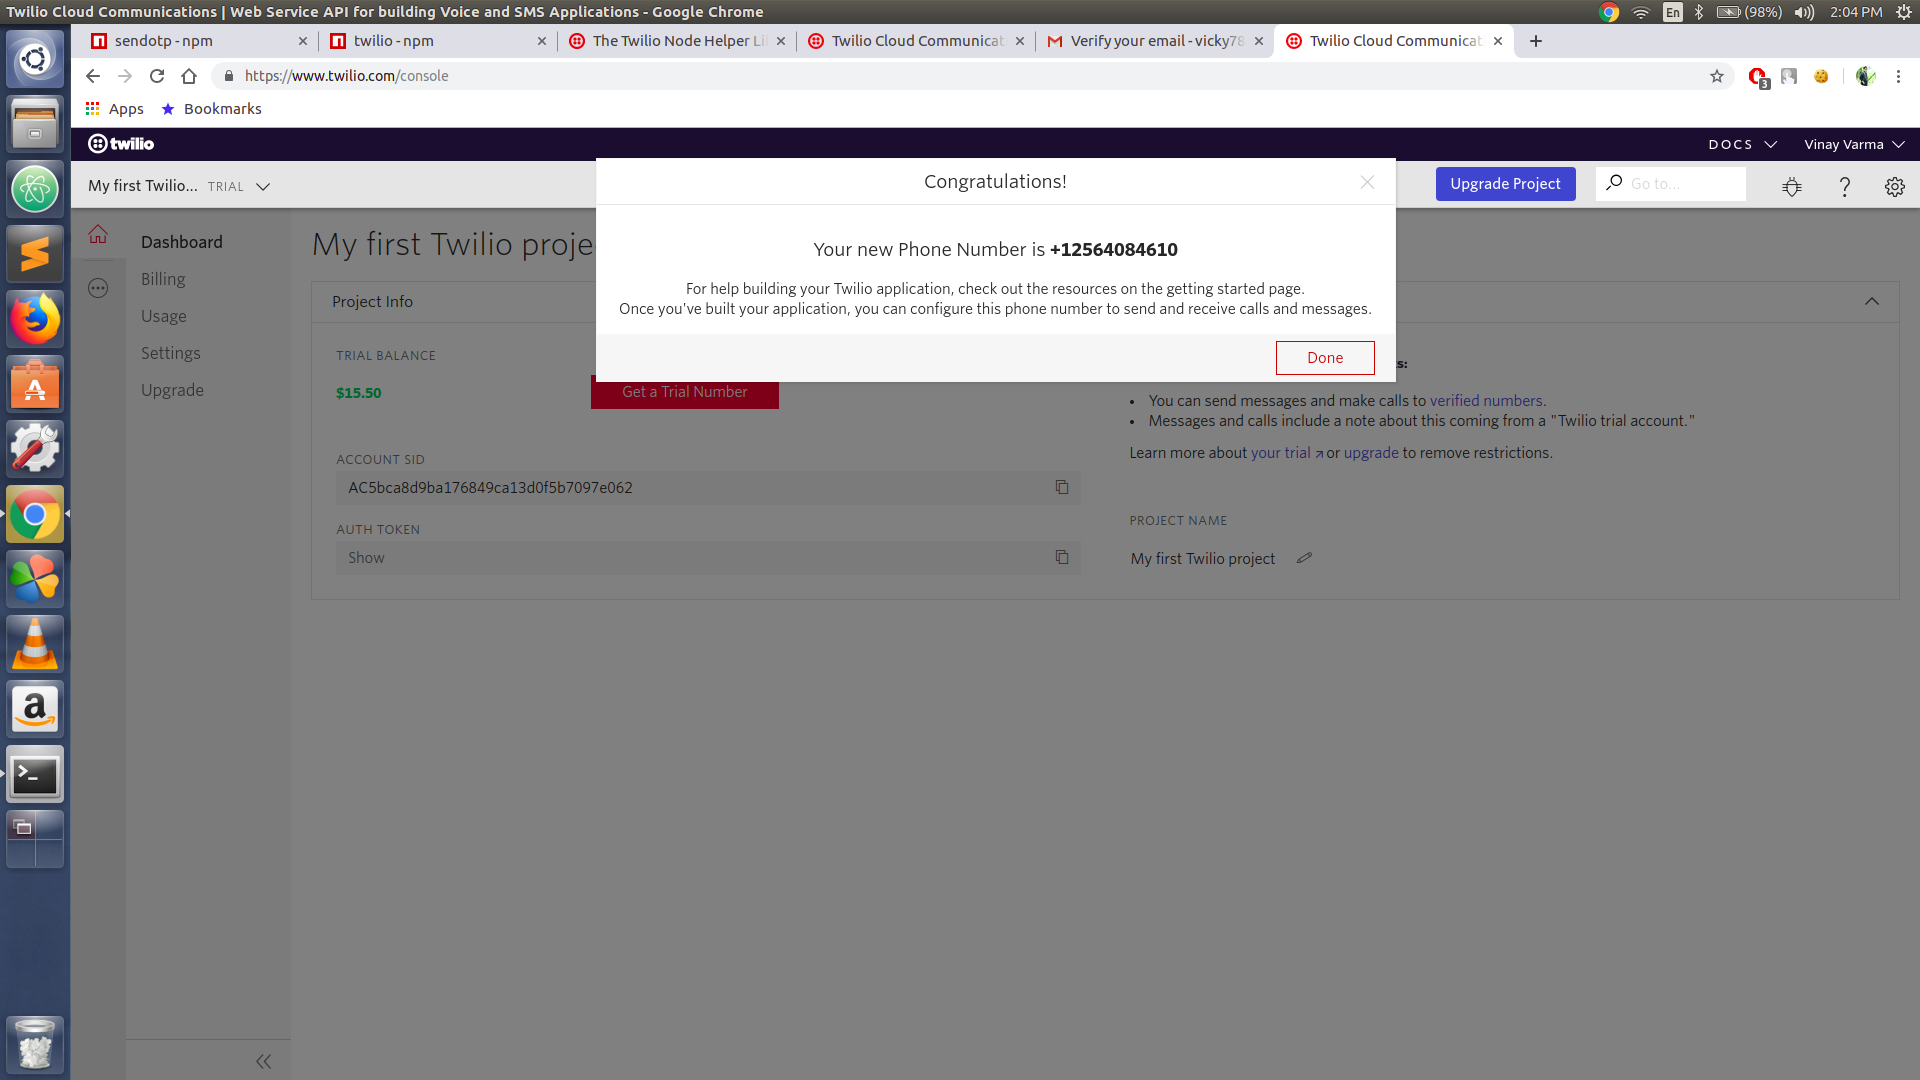 Twilio Cloud Communications | Web Service API for building Voice and SMS Applications - Google Chrome
En
(98%)
2:04 PM
sendotp - npm
twilio - npm
The Twilio Node Helper Li
Twilio Cloud Communicat
Verify your email - vicky78
Twilio Cloud Communicat
https://www.twilio.com/console
3
Apps
Bookmarks
twilio
DOCS
Vinay Varma
My first Twilio...
TRIAL
Upgrade Project
Go to...
Congratulations!
Your new Phone Number is +12564084610
For help building your Twilio application, check out the resources on the getting started page.
Once you've built your application, you can configure this phone number to send and receive calls and messages.
Done
Dashboard
Billing
Usage
Settings
Upgrade
My first Twilio proje
Project Info
TRIAL BALANCE
$15.50
Get a Trial Number
ACCOUNT SID
AC5bca8d9ba176849ca13d0f5b7097e062
AUTH TOKEN
Show
s:
• You can send messages and make calls to verified numbers.
• Messages and calls include a note about this coming from a "Twilio trial account."
Learn more about your trial or upgrade to remove restrictions.
PROJECT NAME
My first Twilio project